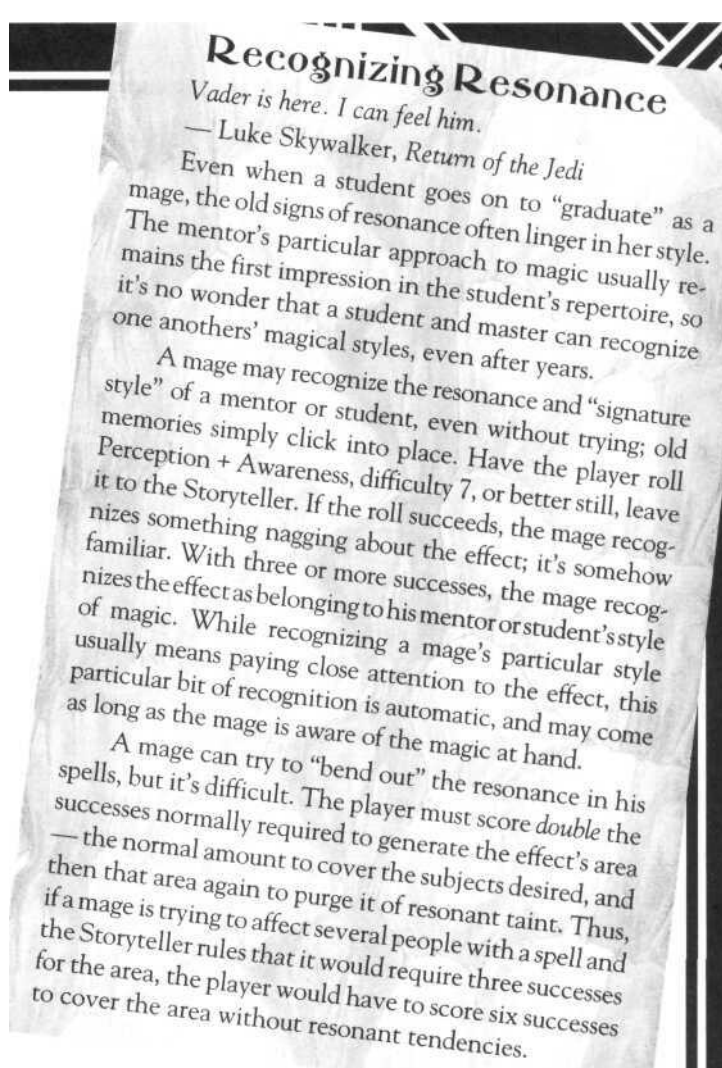 Recognizing Resonance
Vader is here. I can feel him.
— Luke Skywalker, Return of the Jedi
Even when a student goes on to “graduate” as a
mage, the old signs of resonance often linger in her style.
The mentor’s particular approach to magic usually re-
mains the first impression in the student’s repertoire, so
it’s no wonder that a student and master can recognize
one anothers’ magical styles, even after years.
A mage may recognize the resonance and “signature
style” of a mentor or student, even without trying; old
memories simply click into place. Have the player roll
Perception + Awareness, difficulty 7, or better still, leave
it to the Storyteller. If the roll succeeds, the mage recog-
nizes something nagging about the effect; it’s somehow
familiar. With three or more successes, the mage recog-
nizes the effect as belonging to his mentor or student’s style
of magic. While recognizing a mage’s particular style
usually means paying close attention to the effect, this
particular bit of recognition is automatic, and may come
as long as the mage is aware of the magic at hand.
A mage can try to “bend out” the resonance in his
spells, but it’s difficult. The player must score double the
successes normally required to generate the effect’s area
— the normal amount to cover the subjects desired, and
then that area again to purge it of resonant taint. Thus,
if a mage is trying to affect several people with a spell and
the Storyteller rules that it would require three successes
for the area, the player would have to score six successes
to cover the area without resonant tendencies.